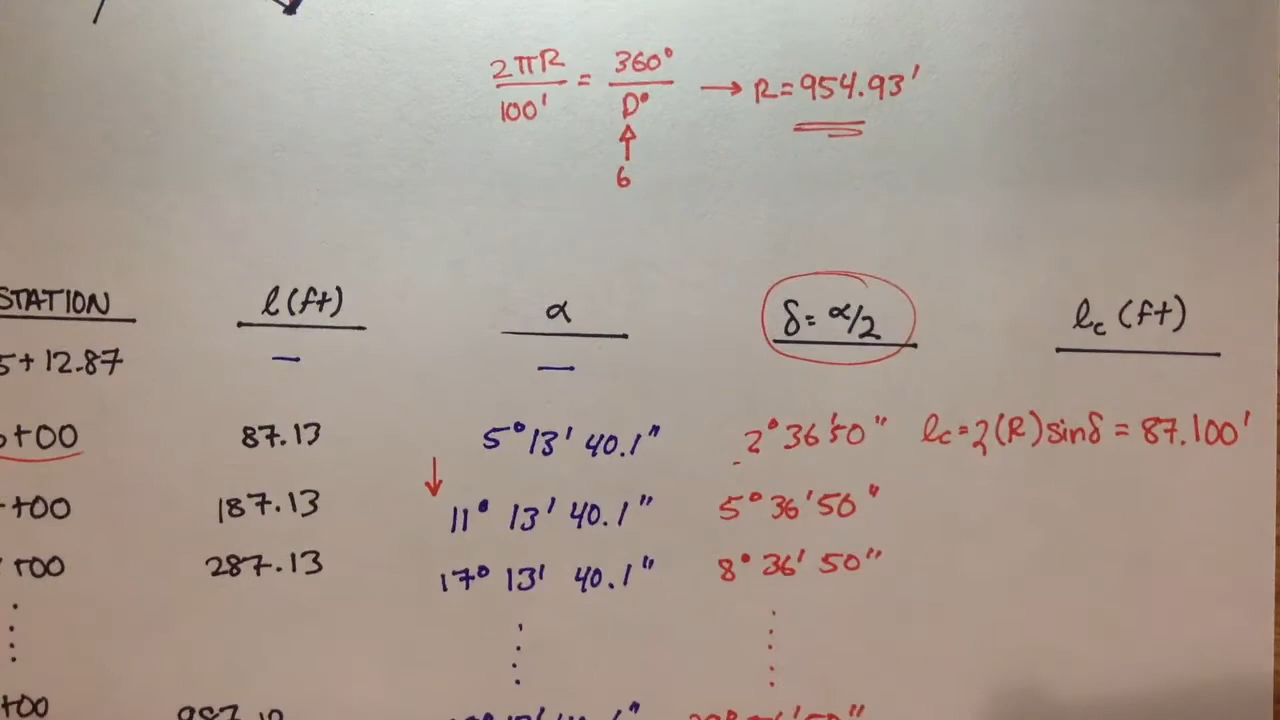 2πR/100' = 360°/D° → R = 954.93'
6
STATION l (ft) α δ = α/2 lc (ft)
5+12.87 — —
+00 87.13 5° 13' 40.1" 2° 36' 50" lc = 2(R) sinδ = 87.100'
+00 187.13 11° 13' 40.1" 5° 36' 50"
+00 287.13 17° 13' 40.1" 8° 36' 50"
+00